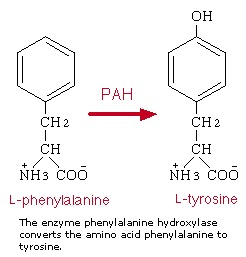 OH
PAH
CH2 CH2
CH CH
+ − + −
NH3 COO NH3 COO
L-phenylalanine L-tyrosine
The enzyme phenylalanine hydroxylase
converts the amino acid phenylalanine to
tyrosine.